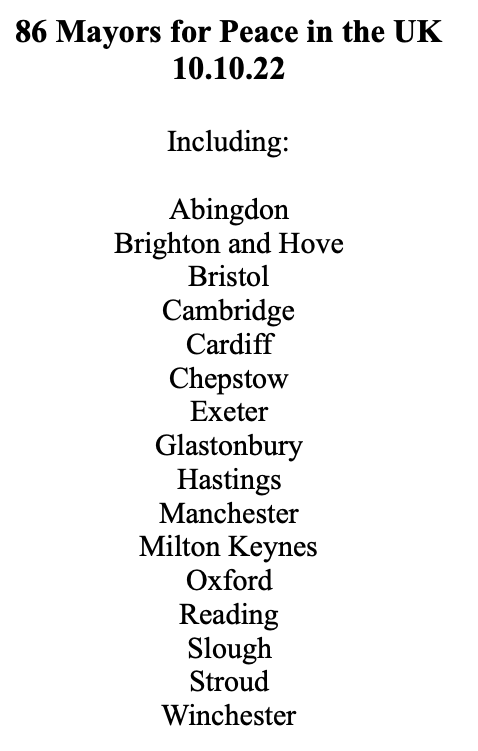 86 Mayors for Peace in the UK
10.10.22
Including:
Abingdon
Brighton and Hove
Bristol
Cambridge
Cardiff
Chepstow
Exeter
Glastonbury
Hastings
Manchester
Milton Keynes
Oxford
Reading
Slough
Stroud
Winchester